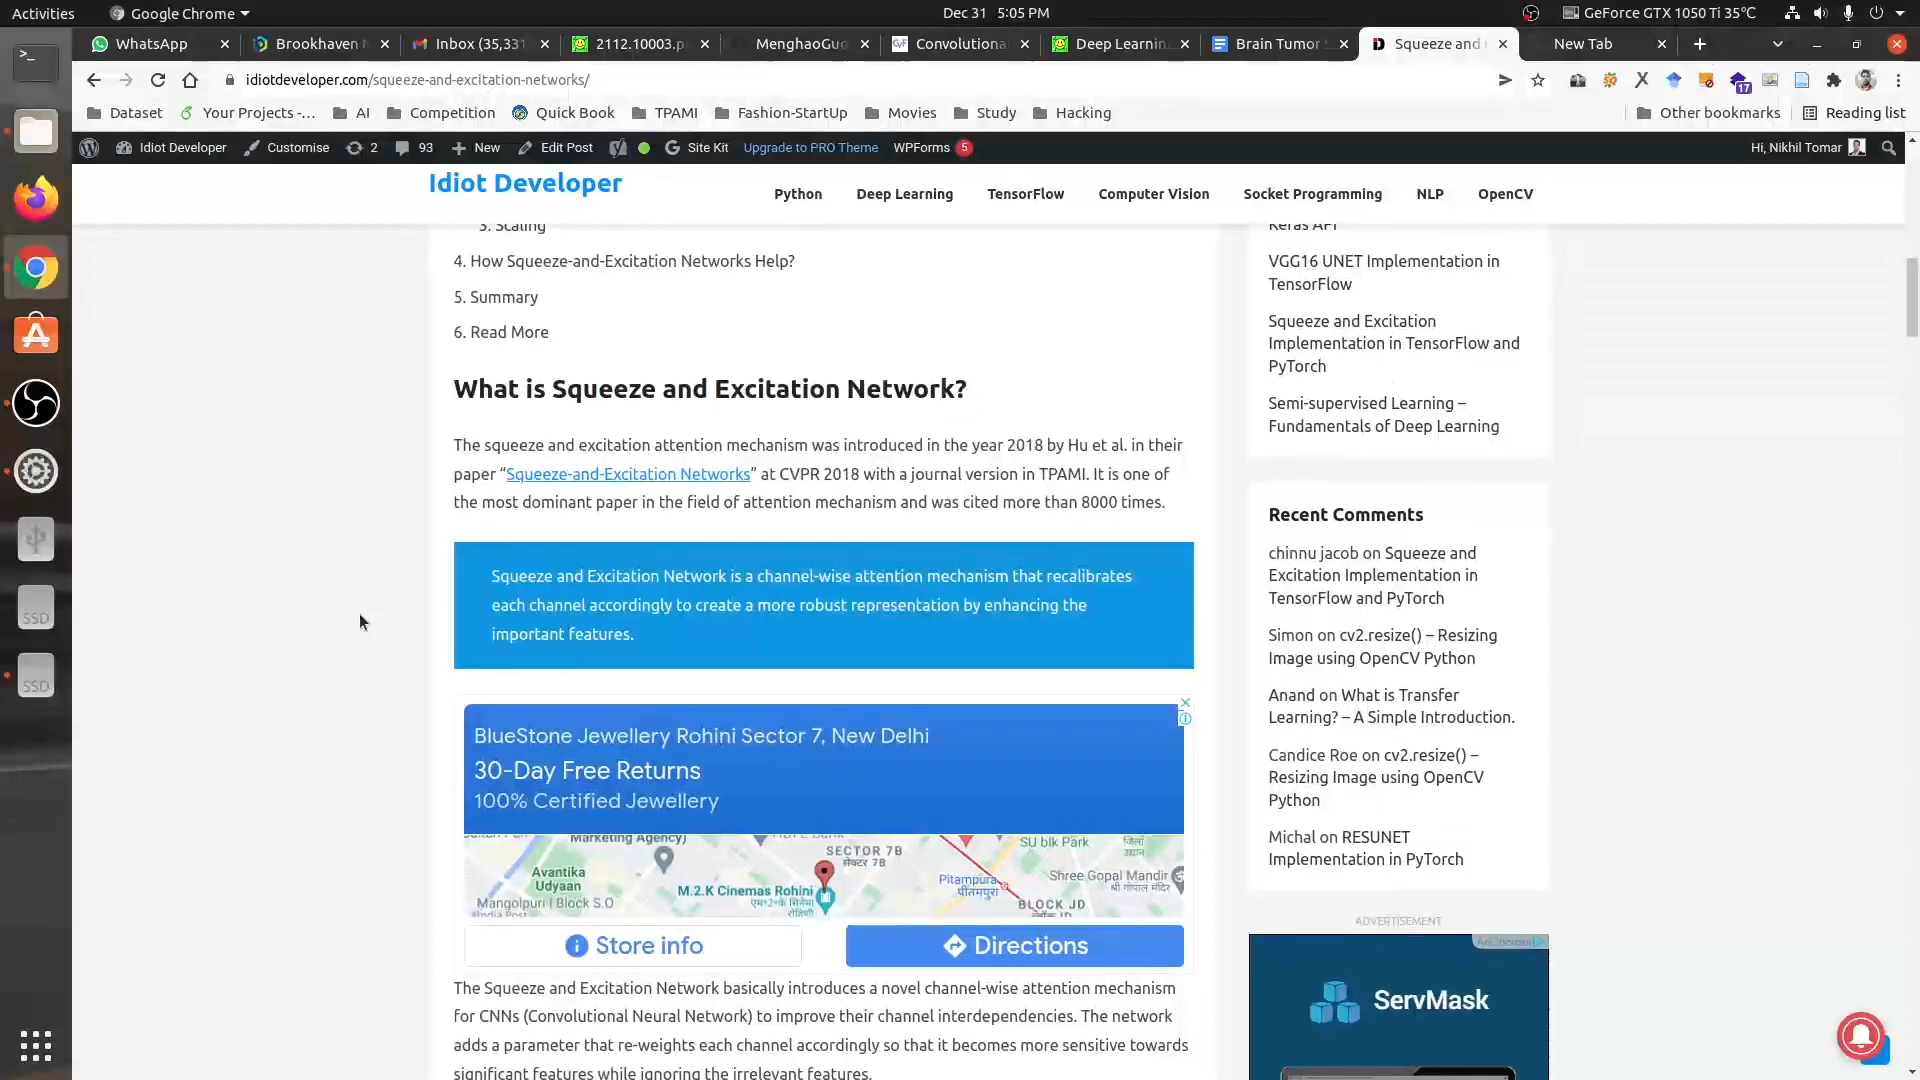 Activities
Google Chrome
Dec 31 5:05 PM
GeForce GTX 1050 Ti 35℃
WhatsApp
Brookhaven
Inbox (35,331
2112.10003.p
MenghaoGuo
Convolutiona
Deep Learnin
Brain Tumor
Squeeze and
New Tab
idiotdeveloper.com/squeeze-and-excitation-networks/
17
Dataset
Your Projects -...
AI
Competition
Quick Book
TPAMI
Fashion-StartUp
Movies
Study
Hacking
Other bookmarks
Reading list
Idiot Developer
Customise
2
93
New
Edit Post
Site Kit
Upgrade to PRO Theme
WPForms 5
Hi, Nikhil Tomar
Idiot Developer
Python
Deep Learning
TensorFlow
Computer Vision
Socket Programming
NLP
OpenCV
3. Scaling
4. How Squeeze-and-Excitation Networks Help?
5. Summary
6. Read More
What is Squeeze and Excitation Network?
The squeeze and excitation attention mechanism was introduced in the year 2018 by Hu et al. in their
paper “Squeeze-and-Excitation Networks” at CVPR 2018 with a journal version in TPAMI. It is one of
the most dominant paper in the field of attention mechanism and was cited more than 8000 times.
Squeeze and Excitation Network is a channel-wise attention mechanism that recalibrates
each channel accordingly to create a more robust representation by enhancing the
important features.
BlueStone Jewellery Rohini Sector 7, New Delhi
30-Day Free Returns
100% Certified Jewellery
Marketing Agency)
SECTOR 7B
सेक्टर 7B
SU blk Park
Avantika
Udyaan
M.2.K Cinemas Rohini
Pitampura
पीतमपुरा
Shree Gopal Mandir
श्री गोपाल मंदिर
Mangolpuri I Block S.O
BLOCK JD
Store info
Directions
The Squeeze and Excitation Network basically introduces a novel channel-wise attention mechanism
for CNNs (Convolutional Neural Network) to improve their channel interdependencies. The network
adds a parameter that re-weights each channel accordingly so that it becomes more sensitive towards
significant features while ignoring the irrelevant features.
Keras API
VGG16 UNET Implementation in
TensorFlow
Squeeze and Excitation
Implementation in TensorFlow and
PyTorch
Semi-supervised Learning –
Fundamentals of Deep Learning
Recent Comments
chinnu jacob on Squeeze and
Excitation Implementation in
TensorFlow and PyTorch
Simon on cv2.resize() – Resizing
Image using OpenCV Python
Anand on What is Transfer
Learning? – A Simple Introduction.
Candice Roe on cv2.resize() –
Resizing Image using OpenCV
Python
Michal on RESUNET
Implementation in PyTorch
ADVERTISEMENT
ServMask
SSD
SSD